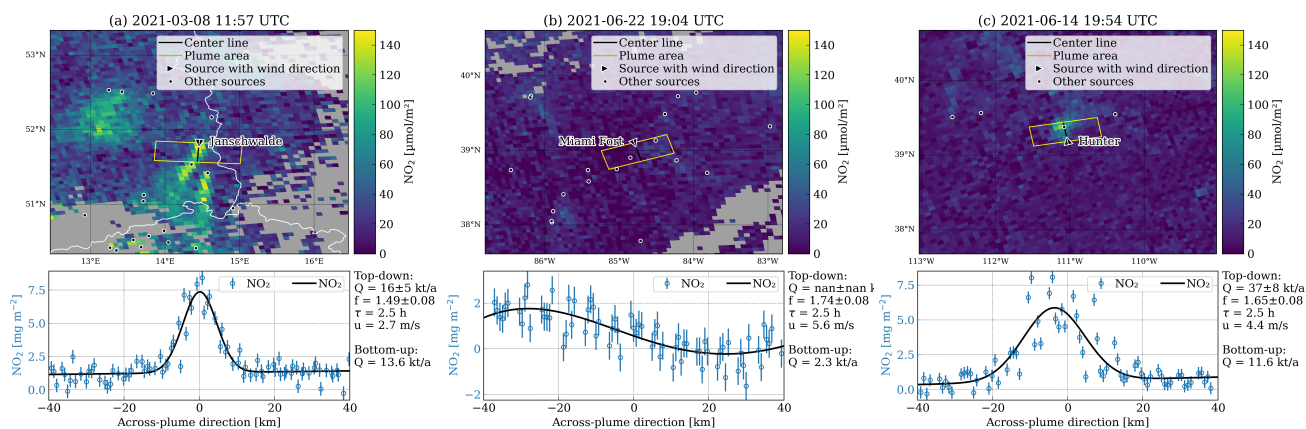 (a) 2021-03-08 11:57 UTC
53°N
52°N
51°N
13°E
14°E
15°E
16°E
Center line
Plume area
Source with wind direction
Other sources
Janschwalde
140
120
100
80
60
40
20
0
NO₂ [μmol/m²]
(b) 2021-06-22 19:04 UTC
40°N
39°N
38°N
86°W
85°W
84°W
83°W
Center line
Plume area
Source with wind direction
Other sources
Miami Fort
140
120
100
80
60
40
20
0
NO₂ [μmol/m²]
(c) 2021-06-14 19:54 UTC
40°N
39°N
38°N
113°W
112°W
111°W
110°W
Center line
Plume area
Source with wind direction
Other sources
Hunter
140
120
100
80
60
40
20
0
NO₂ [μmol/m²]
NO₂ [mg m⁻²]
7.5
5.0
2.5
0.0
−40
−20
0
20
40
Across-plume direction [km]
NO₂
NO₂
Top-down:
Q = 16±5 kt/a
f = 1.49±0.08
τ = 2.5 h
u = 2.7 m/s
Bottom-up:
Q = 13.6 kt/a
NO₂ [mg m⁻²]
2
0
−2
−40
−20
0
20
40
Across-plume direction [km]
NO₂
NO₂
Top-down:
Q = nan±nan k
f = 1.74±0.08
τ = 2.5 h
u = 5.6 m/s
Bottom-up:
Q = 2.3 kt/a
NO₂ [mg m⁻²]
7.5
5.0
2.5
0.0
−40
−20
0
20
40
Across-plume direction [km]
NO₂
NO₂
Top-down:
Q = 37±8 kt/a
f = 1.65±0.08
τ = 2.5 h
u = 4.4 m/s
Bottom-up:
Q = 11.6 kt/a